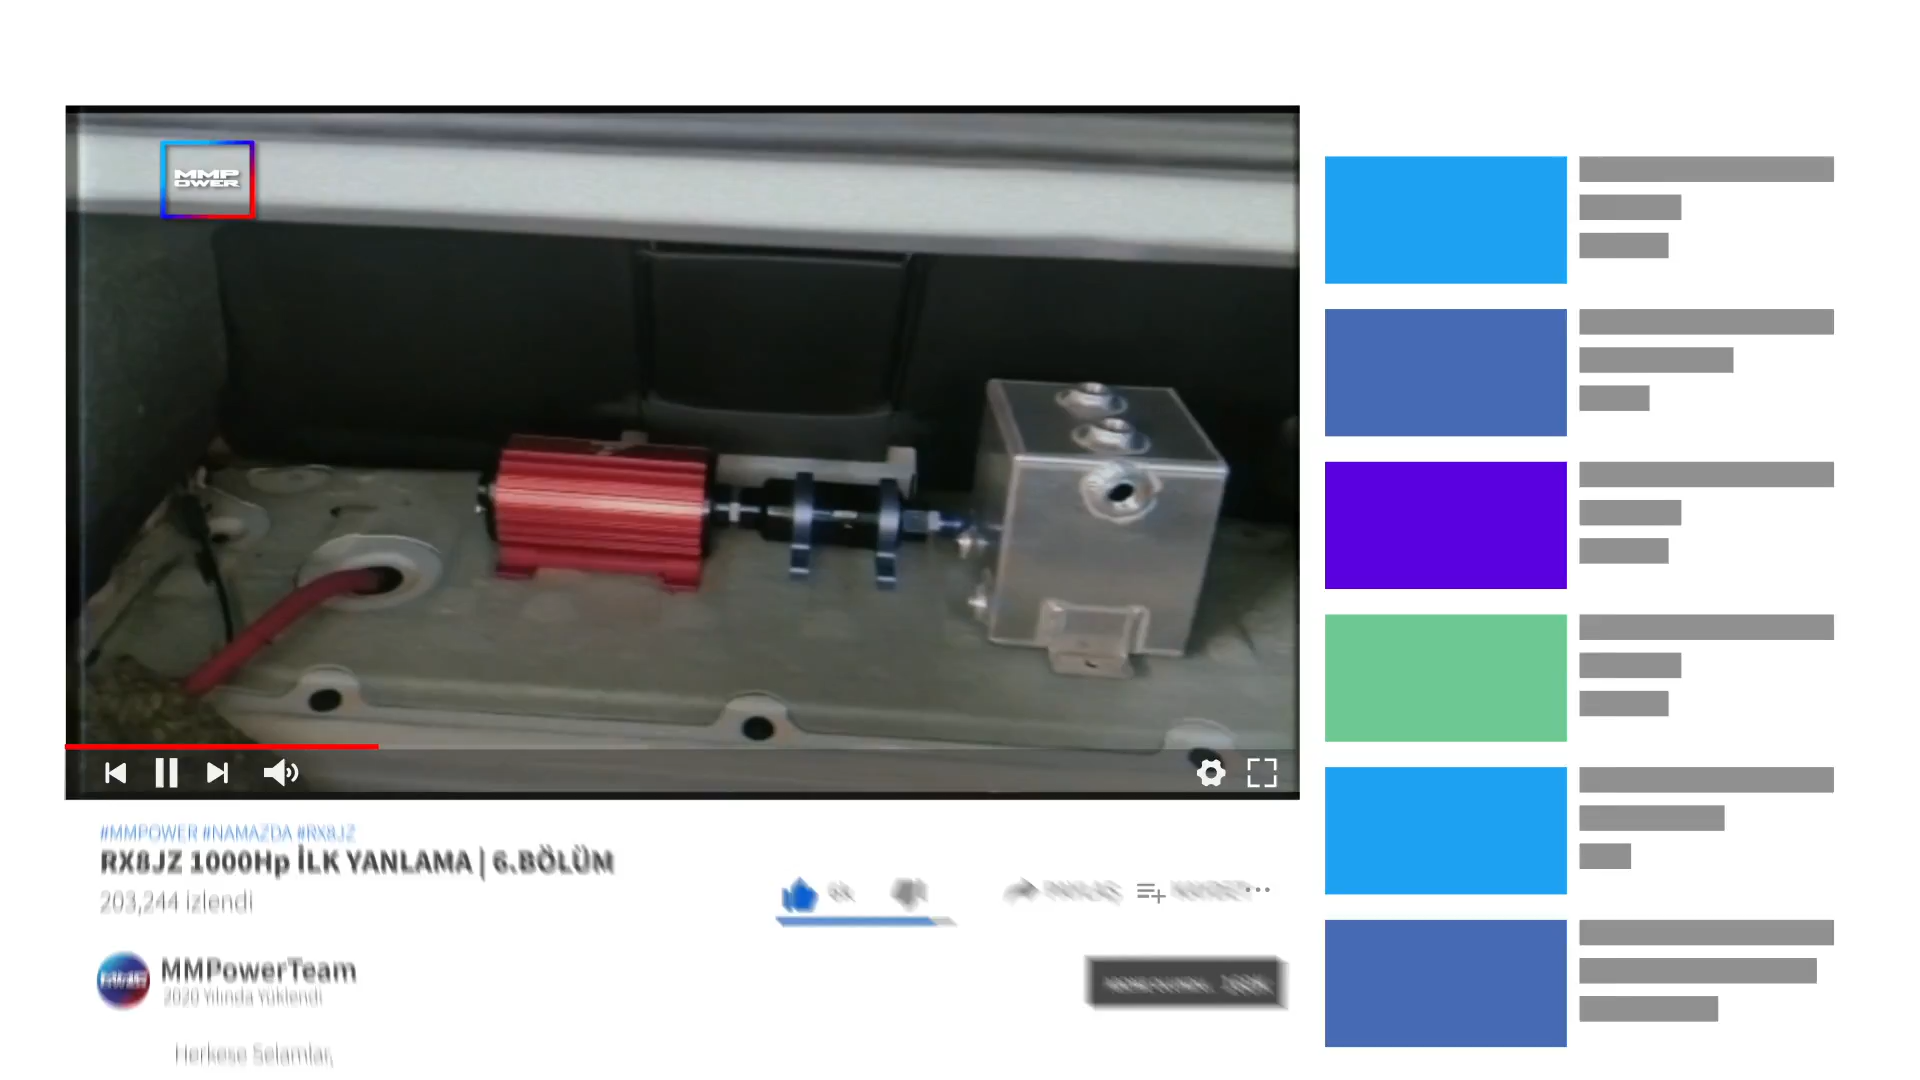 MMP
OWER
#MMPOWER #NAMAZDA #RX8JZ
RX8JZ 1000Hp İLK YANLAMA | 6.BÖLÜM
203,244 izlendi
6k
MMPowerTeam
2020 Yılında Yüklendi
Herkese Selamlar,